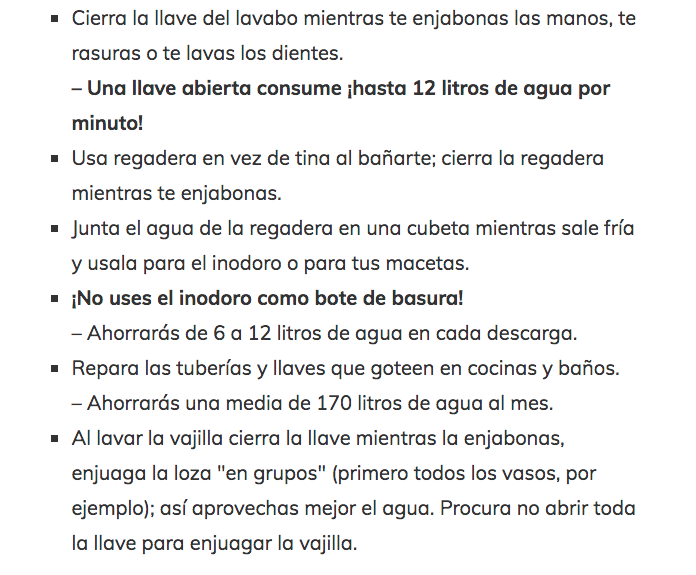 ▪ Cierra la llave del lavabo mientras te enjabonas las manos, te
rasuras o te lavas los dientes.
– Una llave abierta consume ¡hasta 12 litros de agua por
minuto!
▪ Usa regadera en vez de tina al bañarte; cierra la regadera
mientras te enjabonas.
▪ Junta el agua de la regadera en una cubeta mientras sale fría
y usala para el inodoro o para tus macetas.
▪ ¡No uses el inodoro como bote de basura!
– Ahorrarás de 6 a 12 litros de agua en cada descarga.
▪ Repara las tuberías y llaves que goteen en cocinas y baños.
– Ahorrarás una media de 170 litros de agua al mes.
▪ Al lavar la vajilla cierra la llave mientras la enjabonas,
enjuaga la loza "en grupos" (primero todos los vasos, por
ejemplo); así aprovechas mejor el agua. Procura no abrir toda
la llave para enjuagar la vajilla.